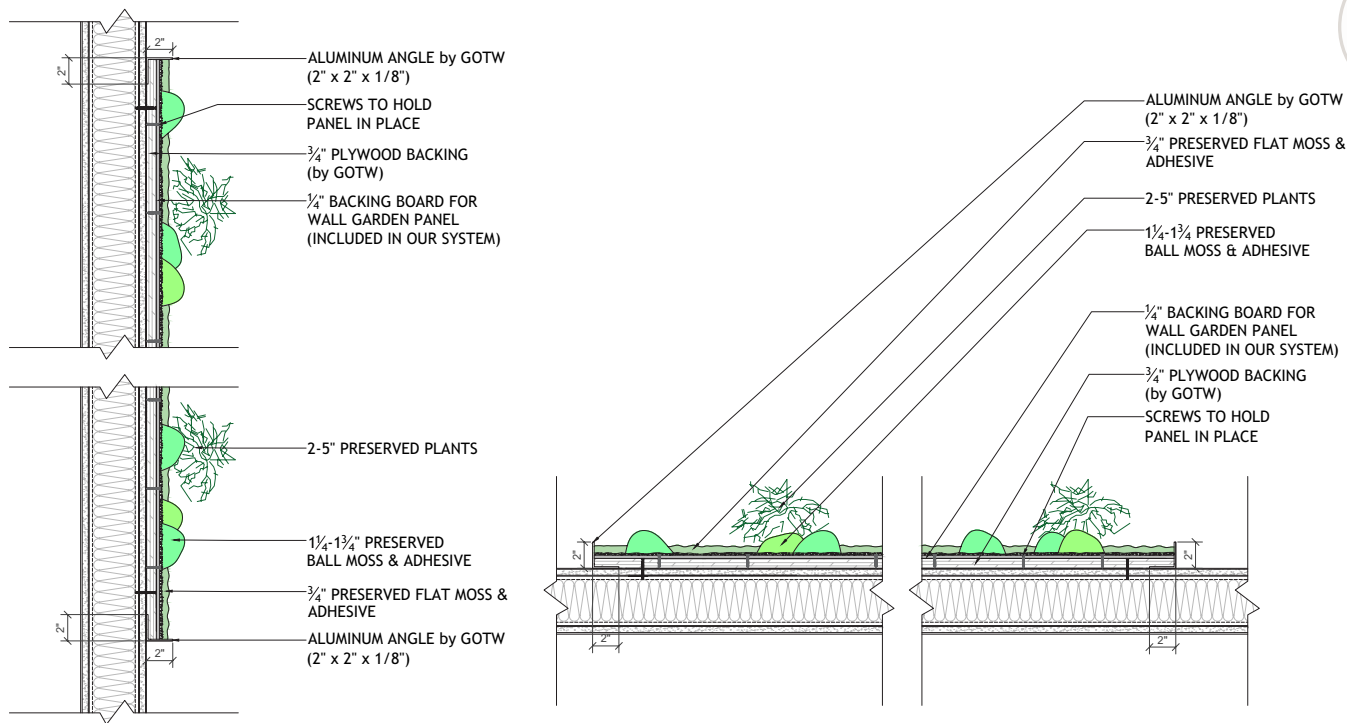 2"
2"
ALUMINUM ANGLE by GOTW
(2" x 2" x 1/8")
SCREWS TO HOLD
PANEL IN PLACE
¾" PLYWOOD BACKING
(by GOTW)
¼" BACKING BOARD FOR
WALL GARDEN PANEL
(INCLUDED IN OUR SYSTEM)
2-5" PRESERVED PLANTS
1¼-1¾" PRESERVED
BALL MOSS & ADHESIVE
¾" PRESERVED FLAT MOSS &
ADHESIVE
2"
2"
ALUMINUM ANGLE by GOTW
(2" x 2" x 1/8")
ALUMINUM ANGLE by GOTW
(2" x 2" x 1/8")
¾" PRESERVED FLAT MOSS &
ADHESIVE
2-5" PRESERVED PLANTS
1¼-1¾ PRESERVED
BALL MOSS & ADHESIVE
¼" BACKING BOARD FOR
WALL GARDEN PANEL
(INCLUDED IN OUR SYSTEM)
¾" PLYWOOD BACKING
(by GOTW)
SCREWS TO HOLD
PANEL IN PLACE
2"
2"
2"
2"